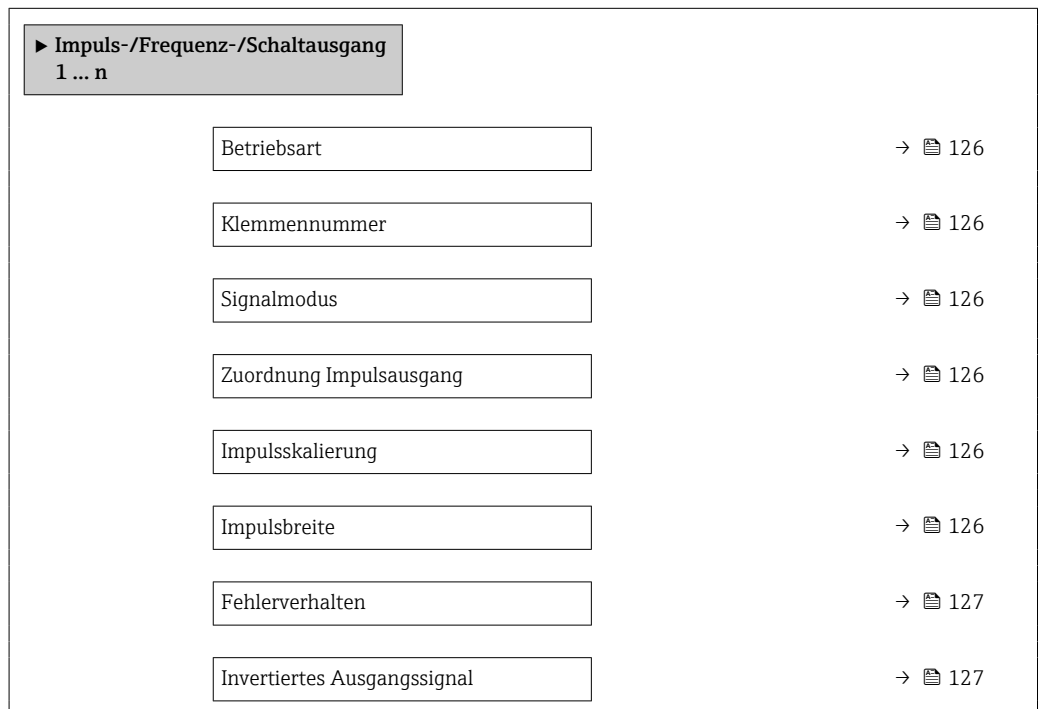 ▶ Impuls-/Frequenz-/Schaltausgang
1 … n
Betriebsart → 126
Klemmennummer → 126
Signalmodus → 126
Zuordnung Impulsausgang → 126
Impulsskalierung → 126
Impulsbreite → 126
Fehlerverhalten → 127
Invertiertes Ausgangssignal → 127